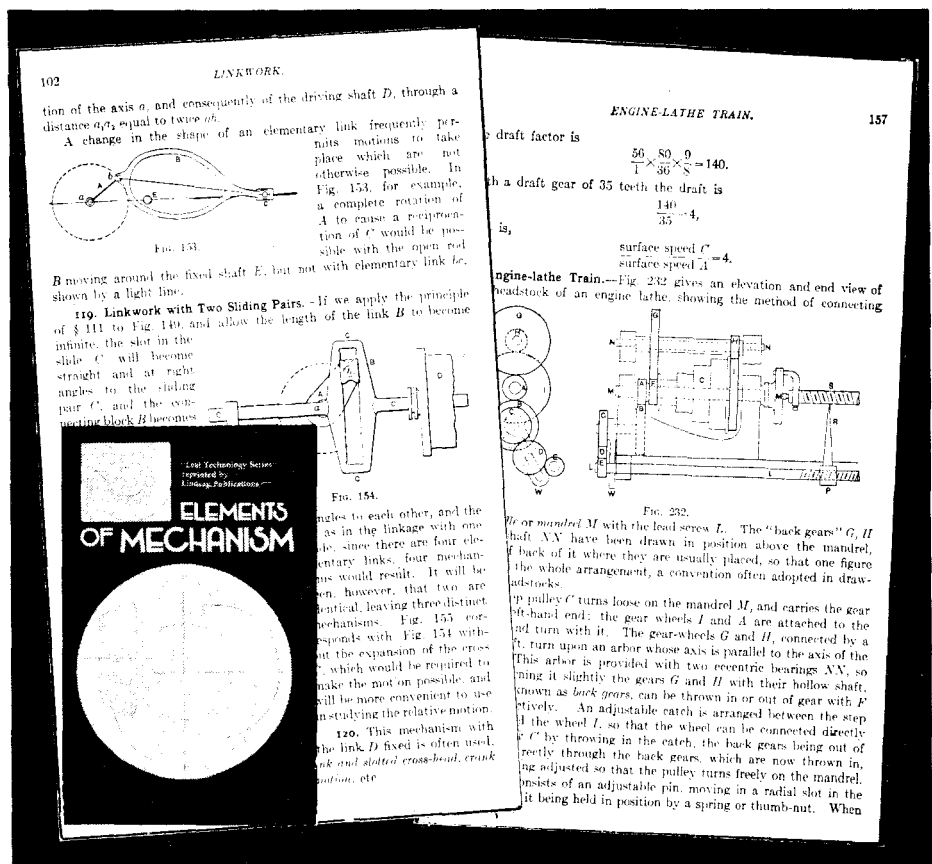 102
LINKWORK.
tion of the axis a, and consequently of the driving shaft D, through a
distance a₁a₂ equal to twice ab.
A change in the shape of an elementary link frequently per-
mits motions to take
place which are not
otherwise possible. In
Fig. 153, for example,
a complete rotation of
A to cause a reciproca-
tion of C would be pos-
sible with the open rod
B
b
A
a
E
Fig. 153.
B moving around the fixed shaft E, but not with elementary link bc,
shown by a light line.
119. Linkwork with Two Sliding Pairs.—If we apply the principle
of § 111 to Fig. 149, and allow the length of the link B to become
infinite, the slot in the
slide C will become
straight and at right
angles to the sliding
pair C, and the con-
necting block B becomes
C
B
A
a
C
C
D
C
Fig. 154.
ngles to each other, and the
as in the linkage with one
de, since there are four ele-
entary links, four mechan-
ms would result. It will be
en, however, that two are
dentical, leaving three distinct
mechanisms. Fig. 155 cor-
esponds with Fig. 154 with-
out the expansion of the cross
, which would be required to
make the motion possible, and
will be more convenient to use
in studying the relative motion.
120. This mechanism with
the link D fixed is often used,
nk and slotted cross-head, crank
motion, etc
Lost Technology Series
reprinted by
Lindsay Publications
ELEMENTS
OF MECHANISM
ENGINE-LATHE TRAIN.
157
draft factor is
56/1 × 80/36 × 9/8 = 140.
th a draft gear of 35 teeth the draft is
140/35 = 4,
is,
surface speed C / surface speed A = 4.
ngine-lathe Train.—Fig. 232 gives an elevation and end view of
headstock of an engine lathe, showing the method of connecting
G
H
A
C
D
E
W
G
N
H
N
M
A
F
B
C
I
M
S
R
G
D
L
E
W
L
P
Fig. 232.
le or mandrel M with the lead screw L. The "back gears" G, H
haft NN have been drawn in position above the mandrel,
f back of it where they are usually placed, so that one figure
the whole arrangement, a convention often adopted in draw-
adstocks.
ep pulley C turns loose on the mandrel M, and carries the gear
eft-hand end; the gear wheels I and A are attached to the
nd turn with it. The gear-wheels G and H, connected by a
ft, turn upon an arbor whose axis is parallel to the axis of the
This arbor is provided with two eccentric bearings NN, so
ning it slightly the gears G and H with their hollow shaft,
known as back gears, can be thrown in or out of gear with F
ctively. An adjustable catch is arranged between the step
d the wheel I, so that the wheel can be connected directly
C by throwing in the catch, the back gears being out of
rectly through the back gears, which are now thrown in,
ng adjusted so that the pulley turns freely on the mandrel.
onsists of an adjustable pin, moving in a radial slot in the
it being held in position by a spring or thumb-nut. When